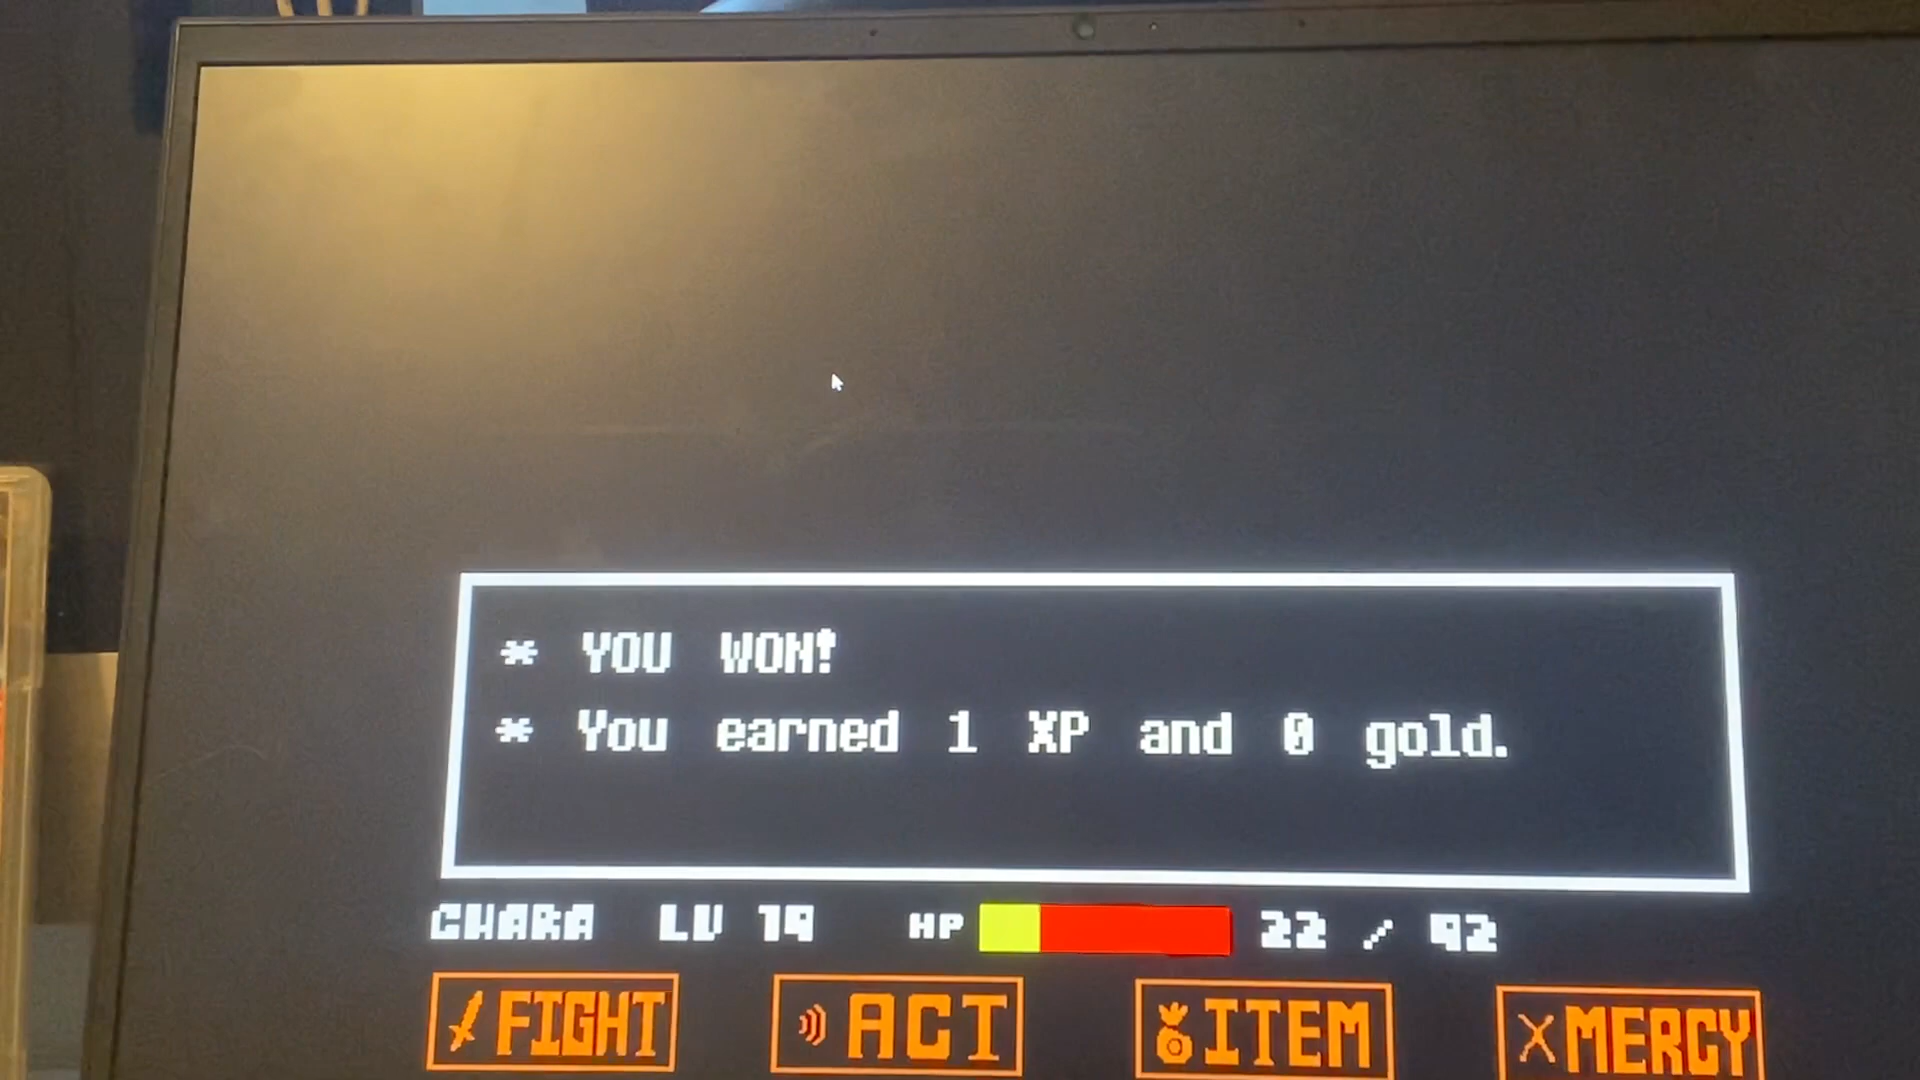 * YOU WON!
* You earned 1 XP and 0 gold.
CHARA LV 19 HP 22 / 92
FIGHT ACT ITEM MERCY